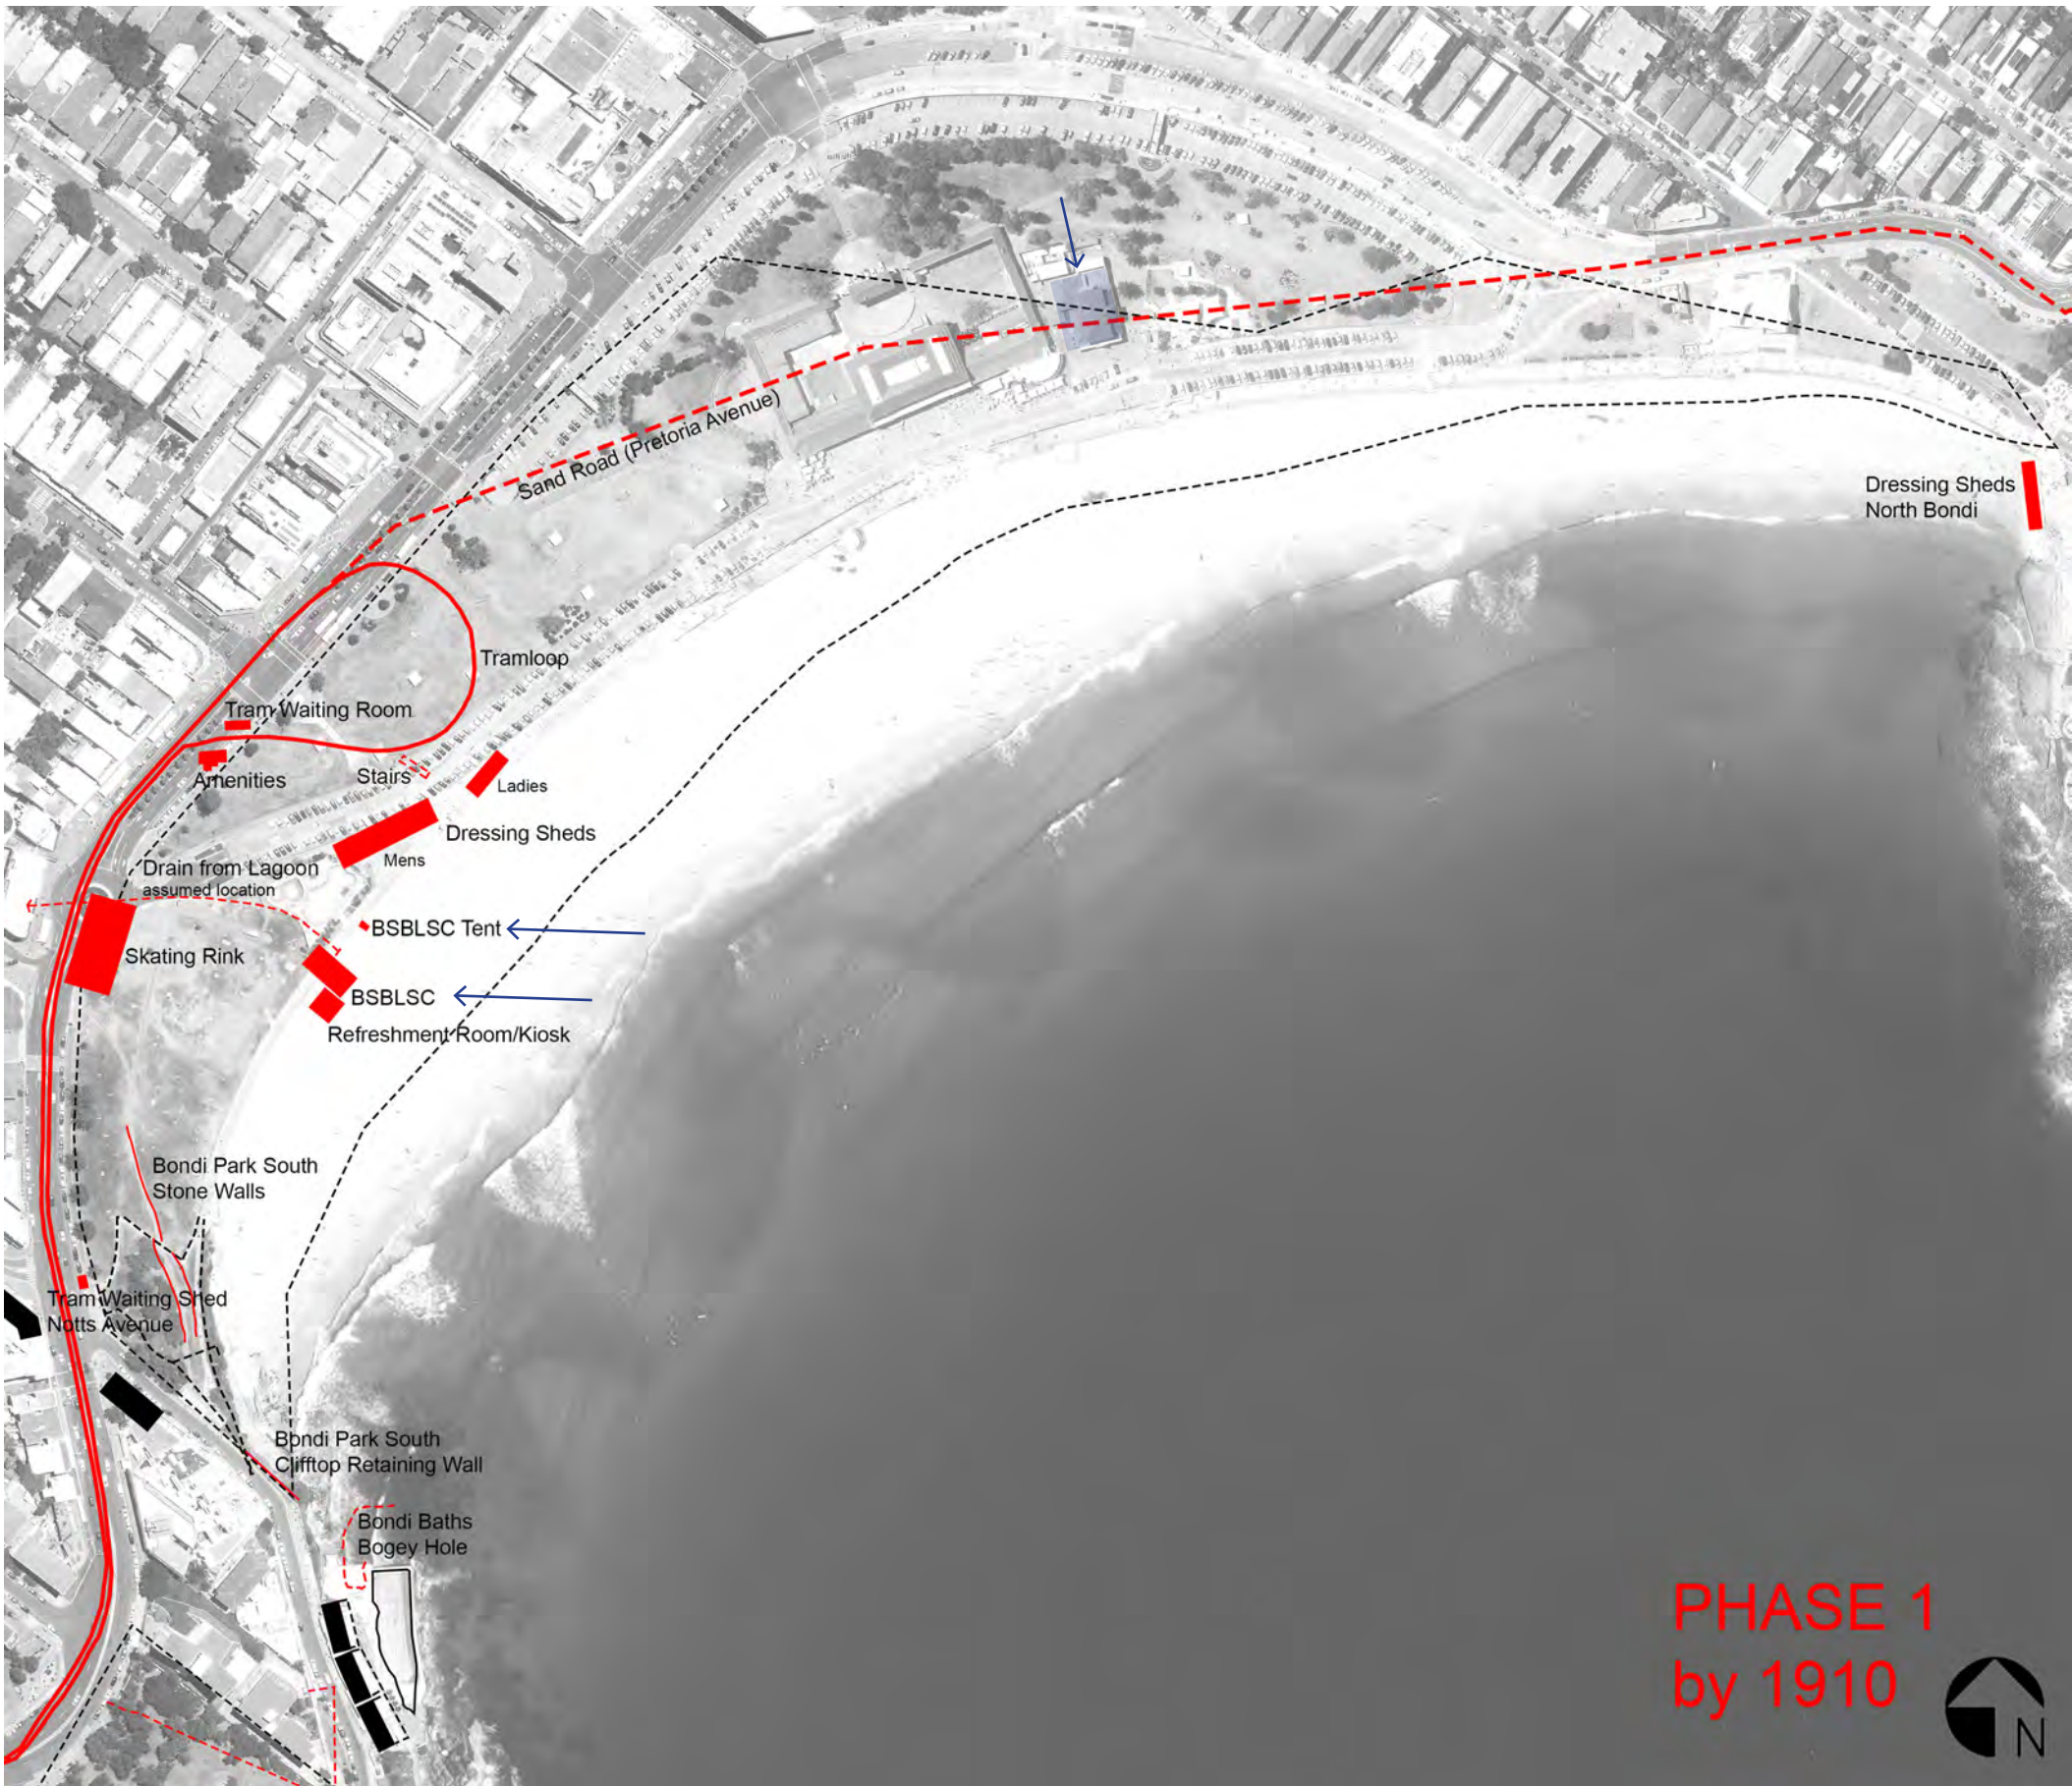 Sand Road (Pretoria Avenue)
Dressing Sheds
North Bondi
Tramloop
Tram Waiting Room
Amenities
Stairs
Ladies
Dressing Sheds
Mens
Drain from Lagoon
assumed location
BSBLSC Tent
Skating Rink
BSBLSC
Refreshment Room/Kiosk
Bondi Park South
Stone Walls
Tram Waiting Shed
Notts Avenue
Bondi Park South
Clifftop Retaining Wall
Bondi Baths
Bogey Hole
PHASE 1
by 1910
N